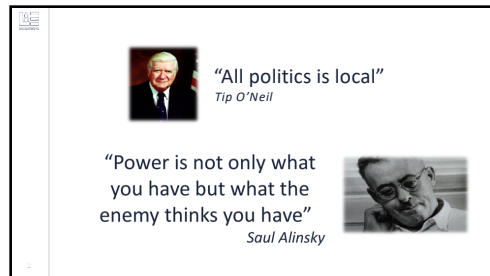 “All politics is local”
Tip O’Neil
“Power is not only what
you have but what the
enemy thinks you have”
Saul Alinsky